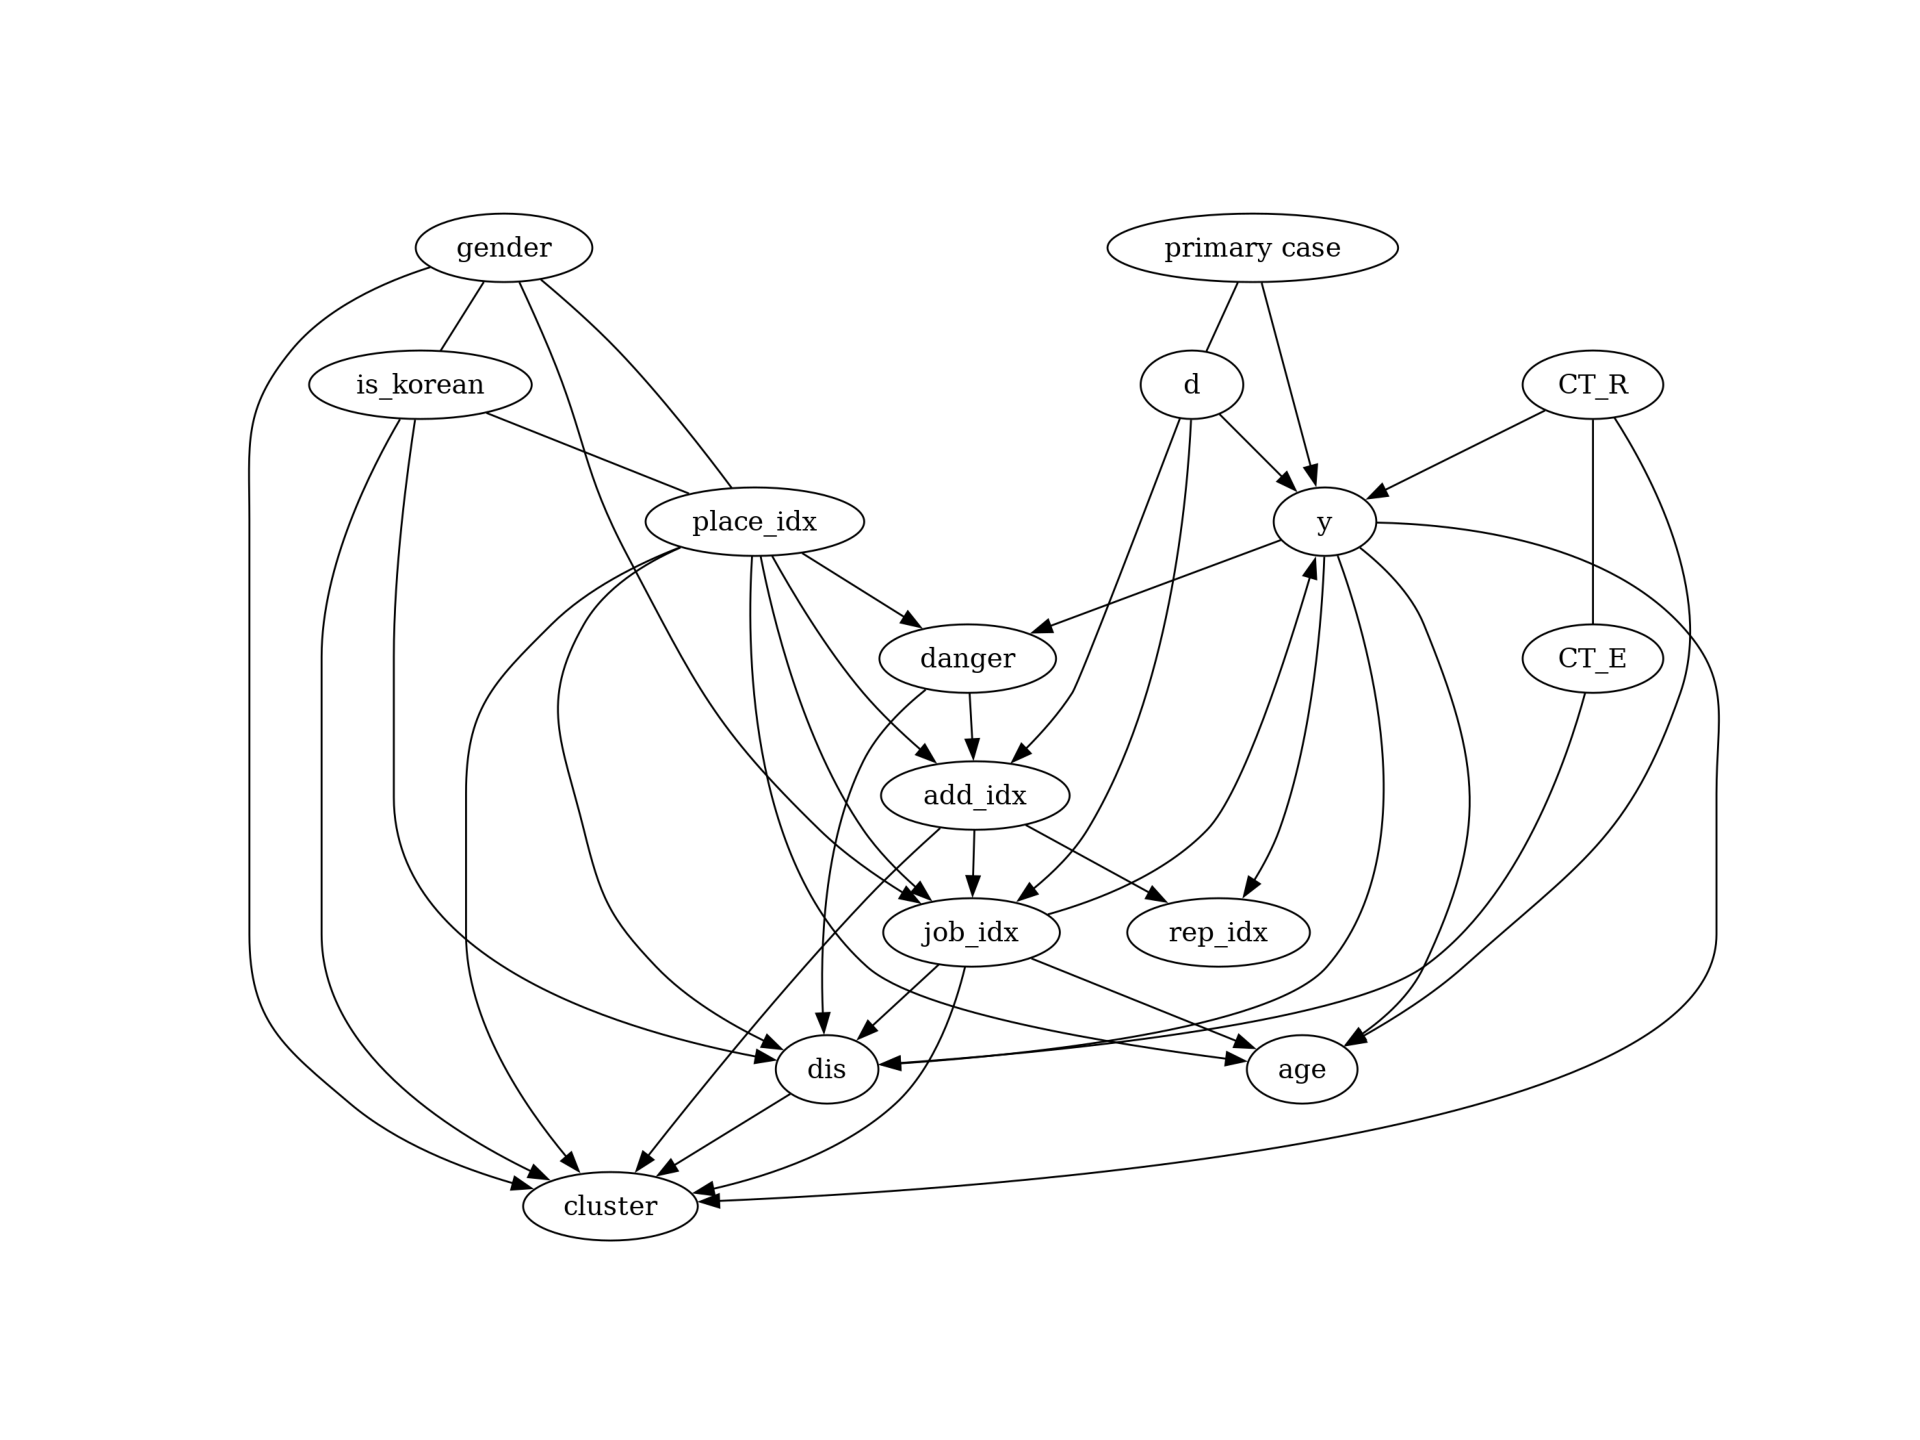 gender
primary case
is_korean
d
CT_R
place_idx
y
danger
CT_E
add_idx
job_idx
rep_idx
dis
age
cluster